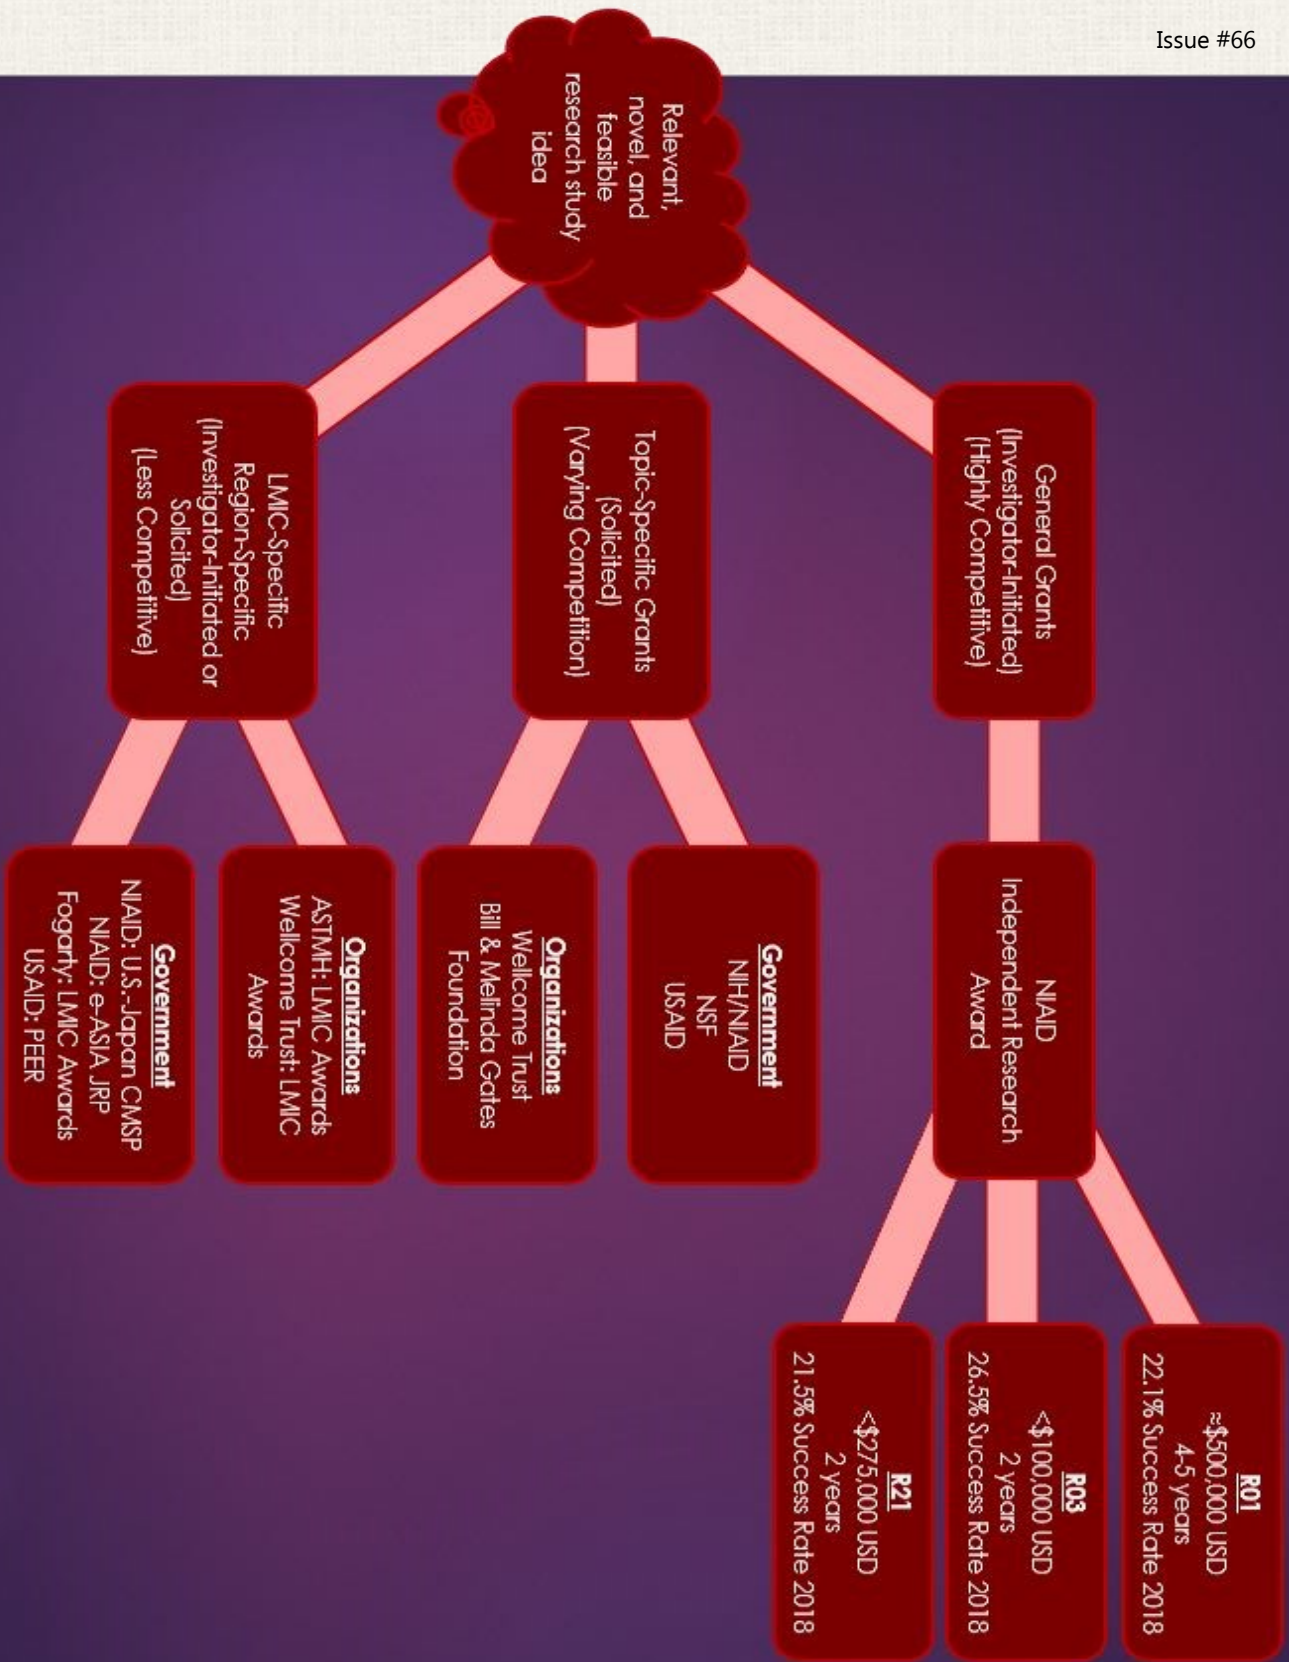 Issue #66
Relevant,
novel, and
feasible
research study
idea
General Grants
(Investigator-Initiated)
(Highly Competitive)
NIAID
Independent Research
Award
R01
≈$500,000 USD
4-5 years
22.1% Success Rate 2018
R03
<$100,000 USD
2 years
26.5% Success Rate 2018
R21
<$275,000 USD
2 years
21.5% Success Rate 2018
Topic-Specific Grants
(Solicited)
(Varying Competition)
Government
NIH/NIAID
NSF
USAID
Organizations
Wellcome Trust
Bill & Melinda Gates
Foundation
LMIC-Specific
Region-Specific
(Investigator-Initiated or
Solicited)
(Less Competitive)
Organizations
ASTMH: LMIC Awards
Wellcome Trust: LMIC
Awards
Government
NIAID: U.S.-Japan CMSP
NIAID: e-ASIA JRP
Fogarty: LMIC Awards
USAID: PEER